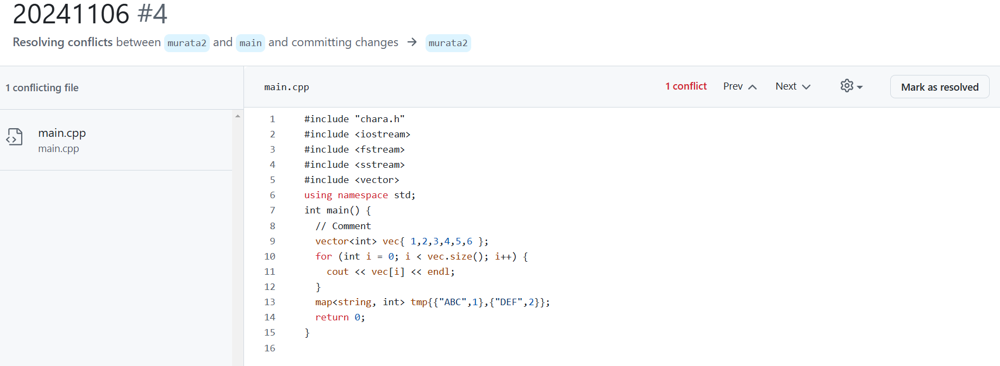 20241106 #4
Resolving conflicts between murata2 and main and committing changes → murata2
1 conflicting file
main.cpp
main.cpp
main.cpp
1 conflict Prev Next Mark as resolved
1 #include "chara.h"
2 #include <iostream>
3 #include <fstream>
4 #include <sstream>
5 #include <vector>
6 using namespace std;
7 int main() {
8   // Comment
9   vector<int> vec{ 1,2,3,4,5,6 };
10   for (int i = 0; i < vec.size(); i++) {
11     cout << vec[i] << endl;
12   }
13   map<string, int> tmp{{"ABC",1},{"DEF",2}};
14   return 0;
15 }
16